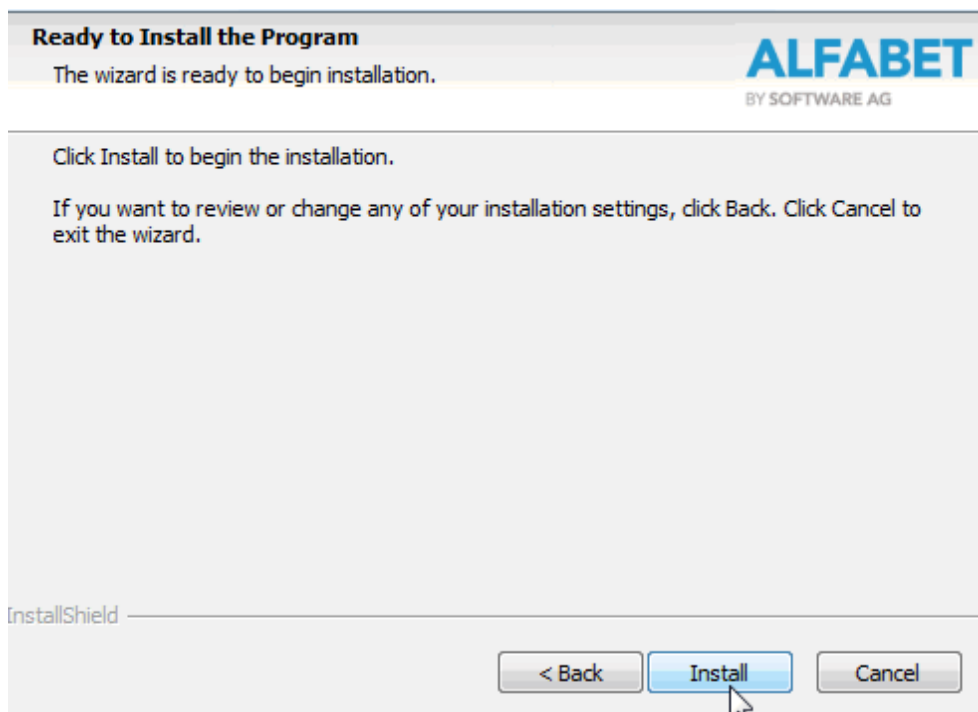 Ready to Install the Program
The wizard is ready to begin installation.
ALFABET
BY SOFTWARE AG
Click Install to begin the installation.
If you want to review or change any of your installation settings, click Back. Click Cancel to
exit the wizard.
InstallShield
< Back
Install
Cancel